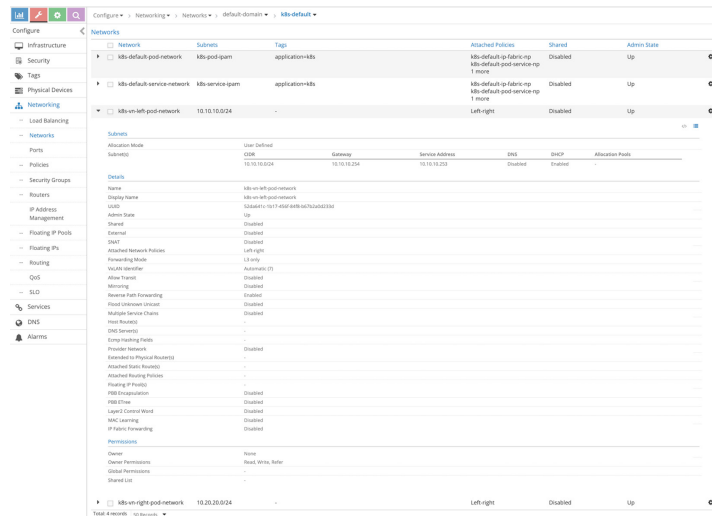 Configure > Networking > Networks > default-domain > k8s-default
Configure
Networks
Infrastructure
Security
Tags
Physical Devices
Networking
Load Balancing
Networks
Ports
Policies
Security Groups
Routers
IP Address
Management
Floating IP Pools
Floating IPs
Routing
QoS
SLO
Services
DNS
Alarms
Network Subnets Tags Attached Policies Shared Admin State
k8s-default-pod-network k8s-pod-ipam application=k8s k8s-default-ip-fabric-np Disabled Up
k8s-default-pod-service-np
1 more
k8s-default-service-network k8s-service-ipam application=k8s k8s-default-ip-fabric-np Disabled Up
k8s-default-pod-service-np
1 more
k8s-vn-left-pod-network 10.10.10.0/24 - Left-right Disabled Up
Subnets
Allocation Mode User Defined
Subnet(s) CIDR Gateway Service Address DNS DHCP Allocation Pools
10.10.10.0/24 10.10.10.254 10.10.10.253 Disabled Enabled -
Details
Name k8s-vn-left-pod-network
Display Name k8s-vn-left-pod-network
UUID
Admin State Up
Shared Disabled
External Disabled
SNAT Disabled
Attached Network Policies Left-right
Forwarding Mode L3 only
VxLAN Identifier Automatic (7)
Allow Transit Disabled
Mirroring Disabled
Reverse Path Forwarding Enabled
Flood Unknown Unicast Disabled
Multiple Service Chains Disabled
Host Route(s) -
DNS Server(s) -
Ecmp Hashing Fields -
Provider Network Disabled
Extended to Physical Router(s) -
Attached Static Route(s) -
Attached Routing Policies -
Floating IP Pool(s) -
PBB Encapsulation Disabled
PBB ETree Disabled
Layer2 Control Word Disabled
MAC Learning Disabled
IP Fabric Forwarding Disabled
Permissions
Owner None
Owner Permissions Read, Write, Refer
Global Permissions -
Shared List -
k8s-vn-right-pod-network 10.20.20.0/24 - Left-right Disabled Up
Total: 4 records 50 Records